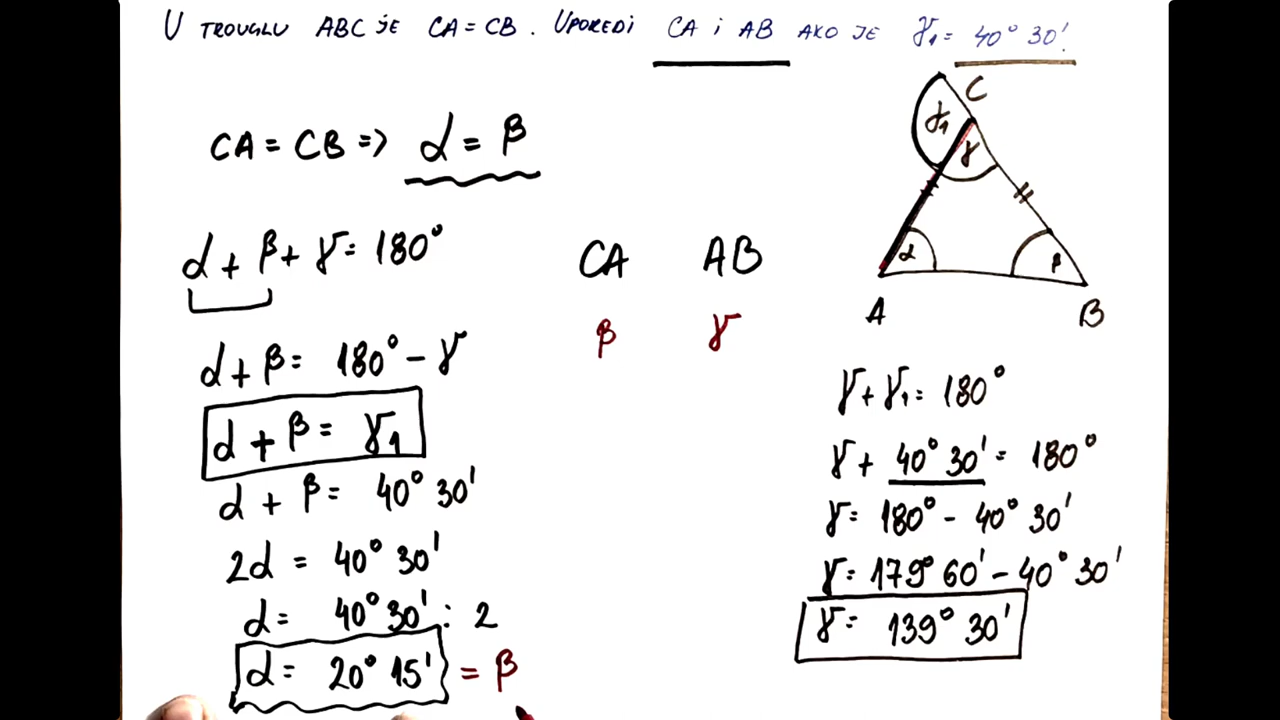 U TROUGLU ABC JE CA = CB. UPOREDI CA i AB AKO JE γ₁ = 40° 30'.
CA = CB => α = β
α + β + γ = 180°
α + β = 180° - γ
α + β = γ₁
α + β = 40° 30'
2α = 40° 30'
α = 40° 30' : 2
α = 20° 15' = β
CA AB
β γ
C
γ₁ γ
α β
A B
γ + γ₁ = 180°
γ + 40° 30' = 180°
γ = 180° - 40° 30'
γ = 179° 60' - 40° 30'
γ = 139° 30'